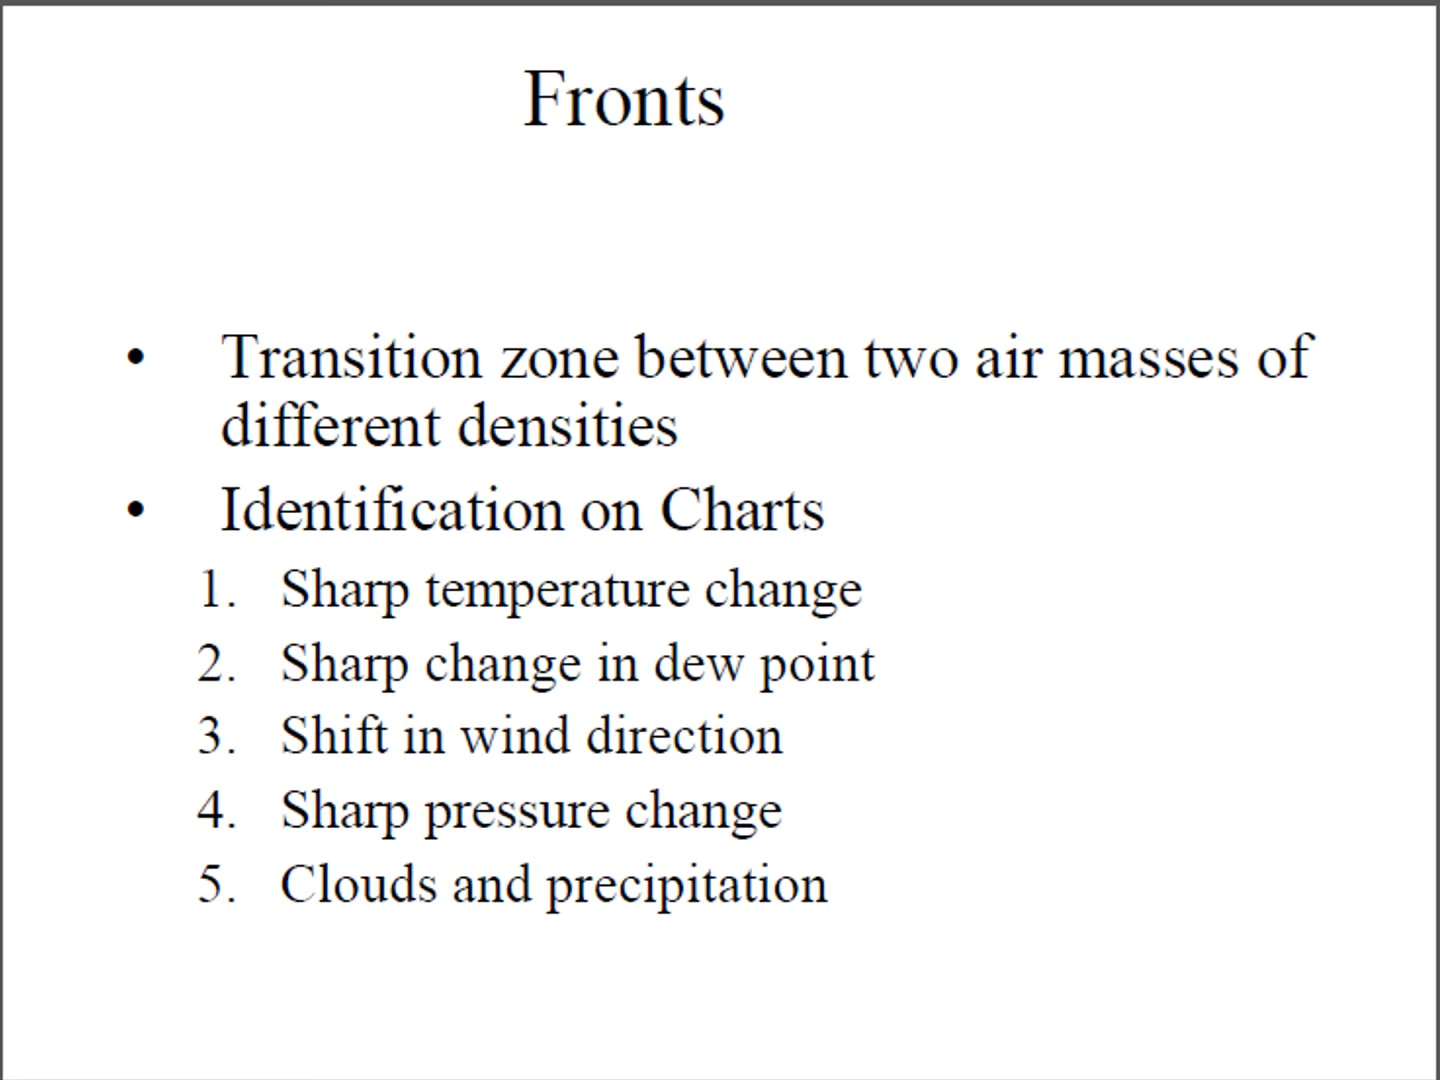 Fronts
• Transition zone between two air masses of
different densities
• Identification on Charts
1. Sharp temperature change
2. Sharp change in dew point
3. Shift in wind direction
4. Sharp pressure change
5. Clouds and precipitation